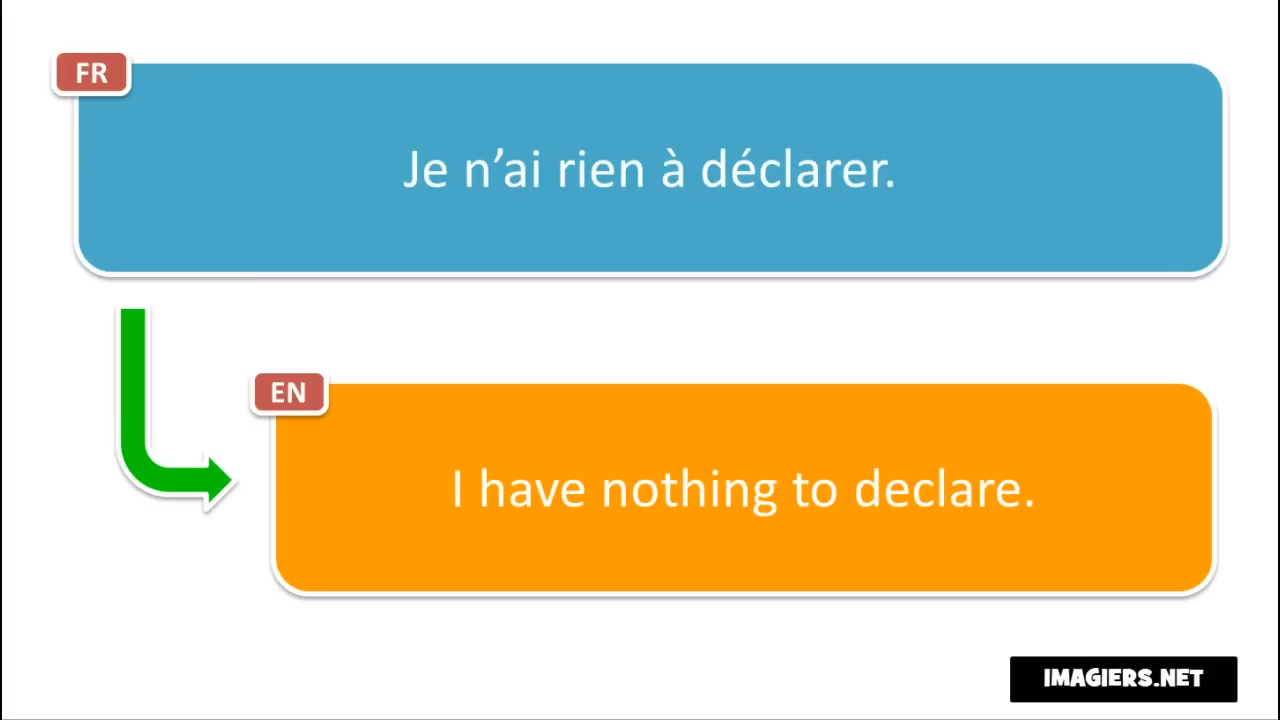 FR
Je n’ai rien à déclarer.
EN
I have nothing to declare.
IMAGIERS.NET